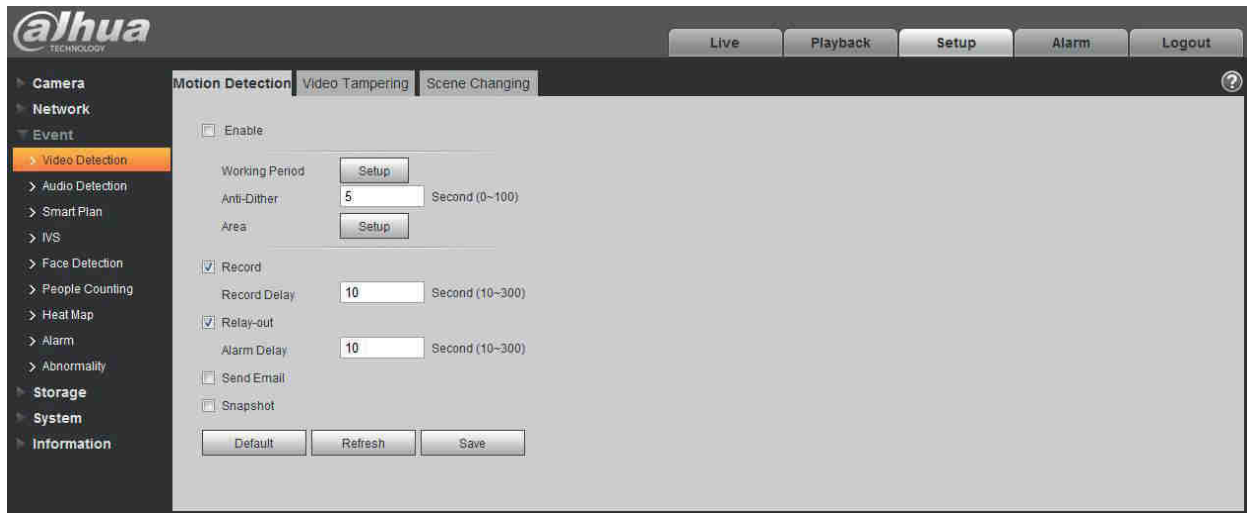 alhua
TECHNOLOGY
Live Playback Setup Alarm Logout
Camera
Network
Event
Video Detection
Audio Detection
Smart Plan
IVS
Face Detection
People Counting
Heat Map
Alarm
Abnormality
Storage
System
Information
Motion Detection Video Tampering Scene Changing
?
Enable
Working Period Setup
Anti-Dither 5 Second (0~100)
Area Setup
Record
Record Delay 10 Second (10~300)
Relay-out
Alarm Delay 10 Second (10~300)
Send Email
Snapshot
Default Refresh Save